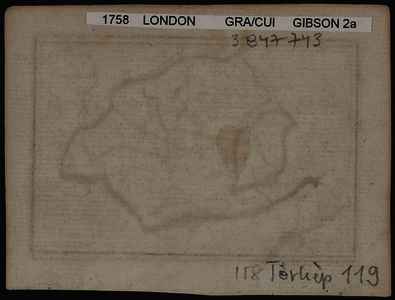 1758 LONDON GRA/CUI GIBSON 2a
3847743
118 Térkép 119